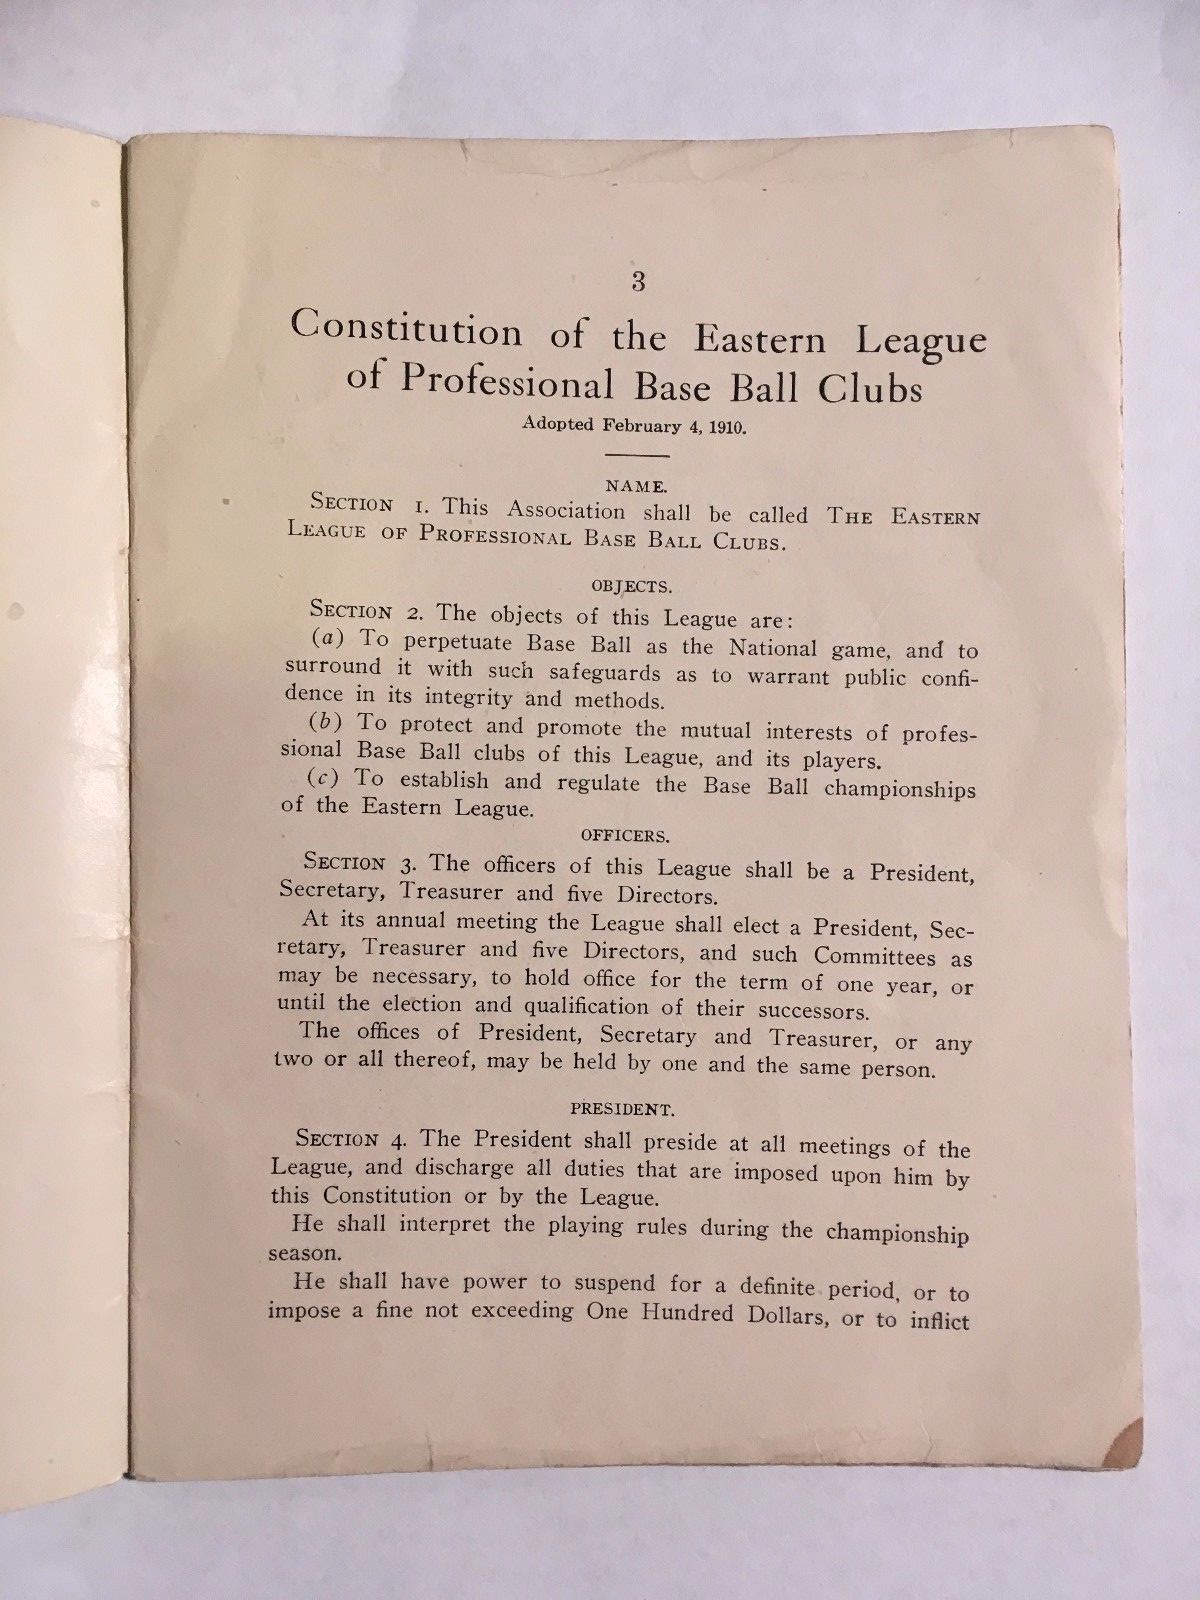 3
Constitution of the Eastern League
of Professional Base Ball Clubs
Adopted February 4, 1910.
NAME.
SECTION 1. This Association shall be called THE EASTERN
LEAGUE OF PROFESSIONAL BASE BALL CLUBS.
OBJECTS.
SECTION 2. The objects of this League are:
(a) To perpetuate Base Ball as the National game, and to
surround it with such safeguards as to warrant public confi-
dence in its integrity and methods.
(b) To protect and promote the mutual interests of profes-
sional Base Ball clubs of this League, and its players.
(c) To establish and regulate the Base Ball championships
of the Eastern League.
OFFICERS.
SECTION 3. The officers of this League shall be a President,
Secretary, Treasurer and five Directors.
At its annual meeting the League shall elect a President, Sec-
retary, Treasurer and five Directors, and such Committees as
may be necessary, to hold office for the term of one year, or
until the election and qualification of their successors.
The offices of President, Secretary and Treasurer, or any
two or all thereof, may be held by one and the same person.
PRESIDENT.
SECTION 4. The President shall preside at all meetings of the
League, and discharge all duties that are imposed upon him by
this Constitution or by the League.
He shall interpret the playing rules during the championship
season.
He shall have power to suspend for a definite period, or to
impose a fine not exceeding One Hundred Dollars, or to inflict